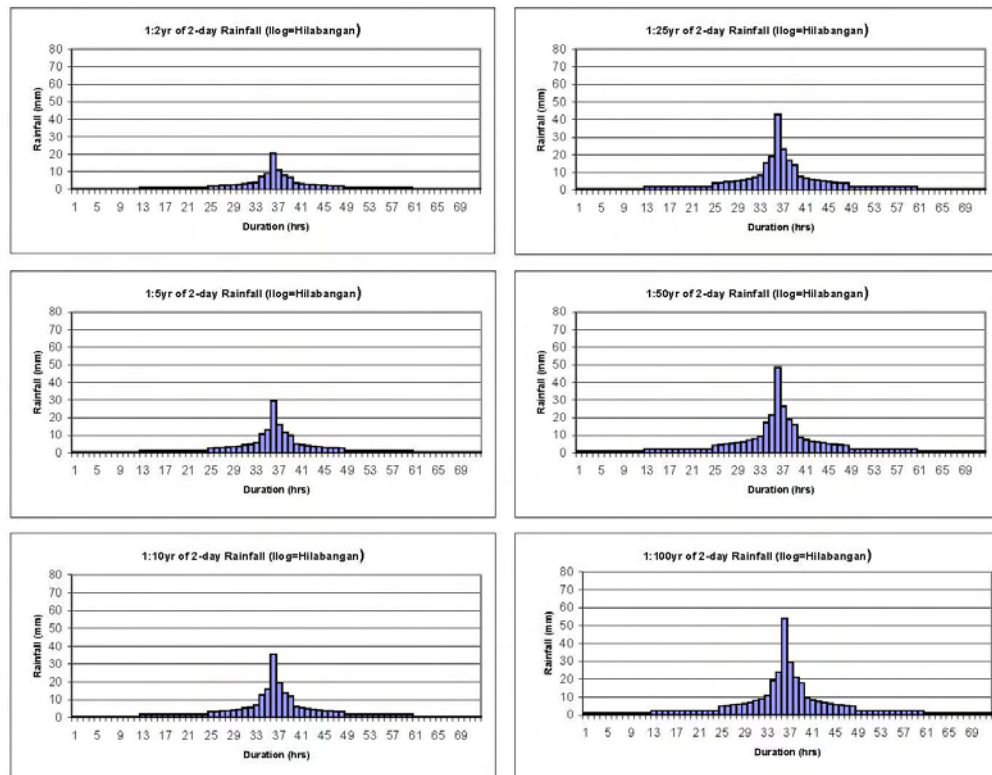 1:2yr of 2-day Rainfall (Ilog=Hilabangan)
80
70
60
50
40
30
20
10
0
Rainfall (mm)
1 5 9 13 17 21 25 29 33 37 41 45 49 53 57 61 65 69
Duration (hrs)
1:25yr of 2-day Rainfall (Ilog=Hilabangan)
80
70
60
50
40
30
20
10
0
Rainfall (mm)
1 5 9 13 17 21 25 29 33 37 41 45 49 53 57 61 65 69
Duration (hrs)
1:5yr of 2-day Rainfall (Ilog=Hilabangan)
80
70
60
50
40
30
20
10
0
Rainfall (mm)
1 5 9 13 17 21 25 29 33 37 41 45 49 53 57 61 65 69
Duration (hrs)
1:50yr of 2-day Rainfall (Ilog=Hilabangan)
80
70
60
50
40
30
20
10
0
Rainfall (mm)
1 5 9 13 17 21 25 29 33 37 41 45 49 53 57 61 65 69
Duration (hrs)
1:10yr of 2-day Rainfall (Ilog=Hilabangan)
80
70
60
50
40
30
20
10
0
Rainfall (mm)
1 5 9 13 17 21 25 29 33 37 41 45 49 53 57 61 65 69
Duration (hrs)
1:100yr of 2-day Rainfall (Ilog=Hilabangan)
80
70
60
50
40
30
20
10
0
Rainfall (mm)
1 5 9 13 17 21 25 29 33 37 41 45 49 53 57 61 65 69
Duration (hrs)